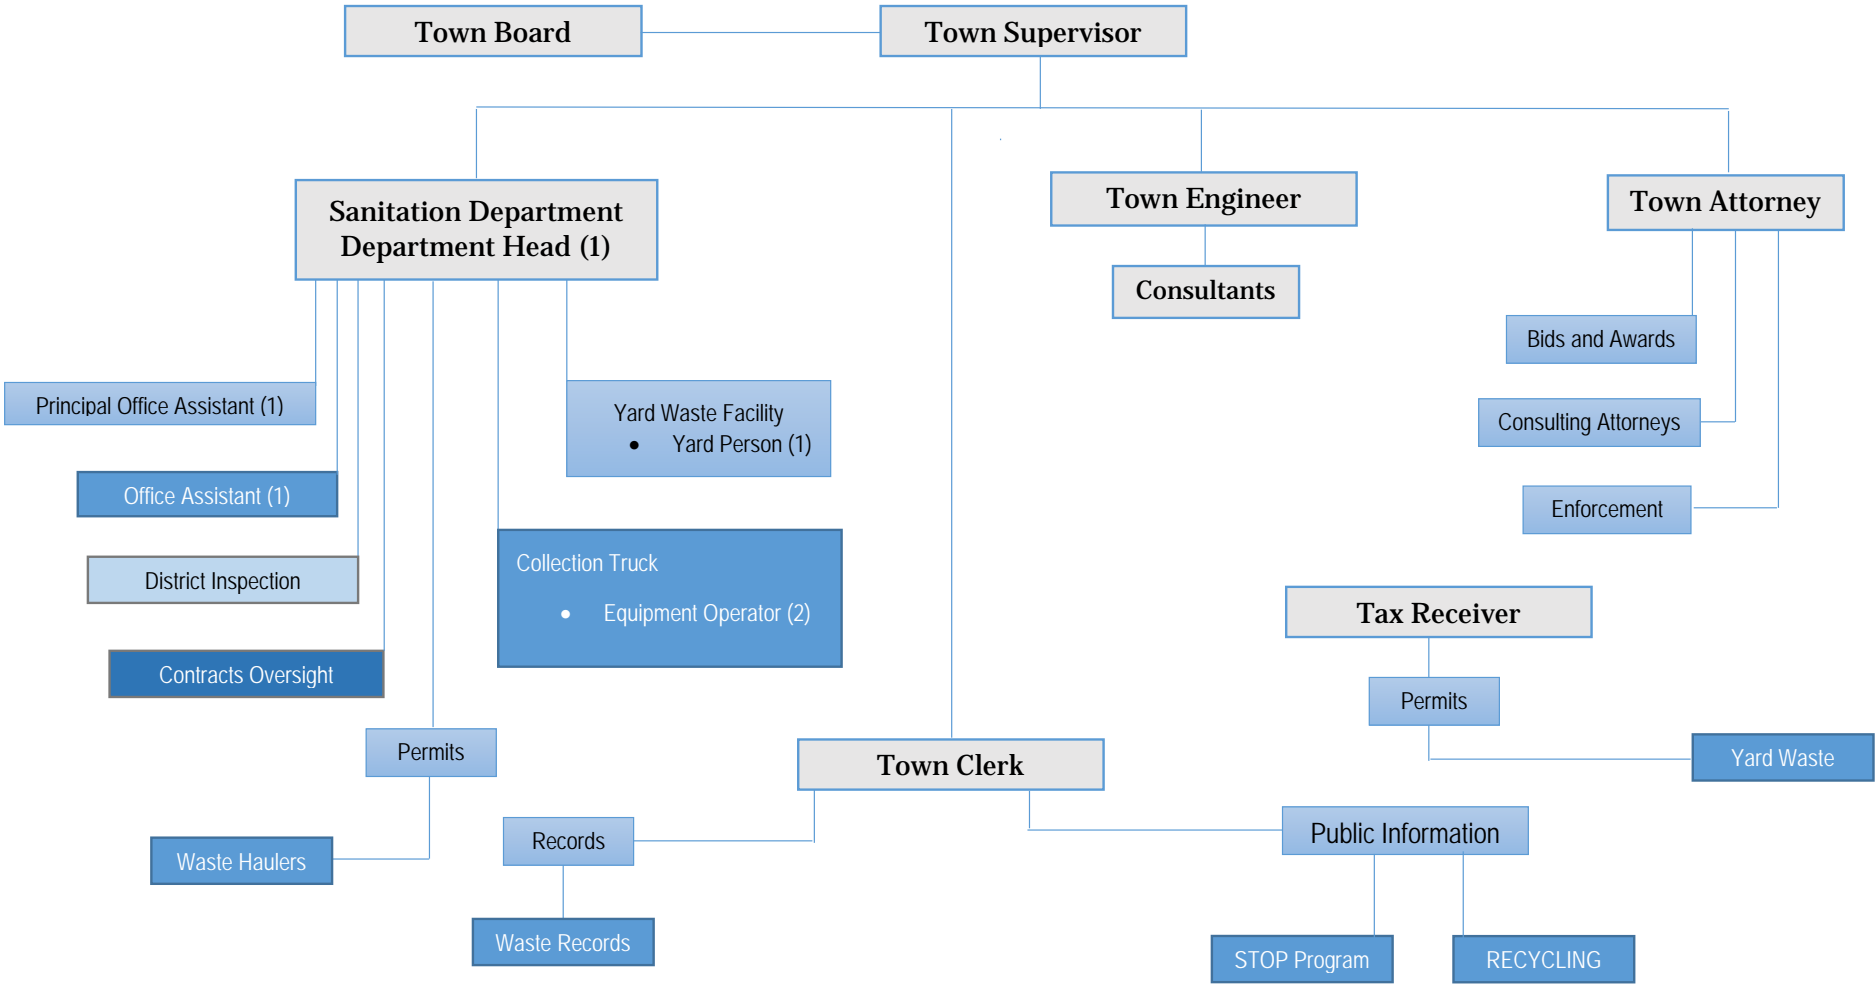 Town Board
Town Supervisor
Sanitation Department
Department Head (1)
Town Engineer
Town Attorney
Consultants
Bids and Awards
Principal Office Assistant (1)
Yard Waste Facility
• Yard Person (1)
Consulting Attorneys
Office Assistant (1)
Enforcement
District Inspection
Collection Truck
• Equipment Operator (2)
Tax Receiver
Contracts Oversight
Permits
Permits
Town Clerk
Yard Waste
Waste Haulers
Records
Public Information
Waste Records
STOP Program
RECYCLING